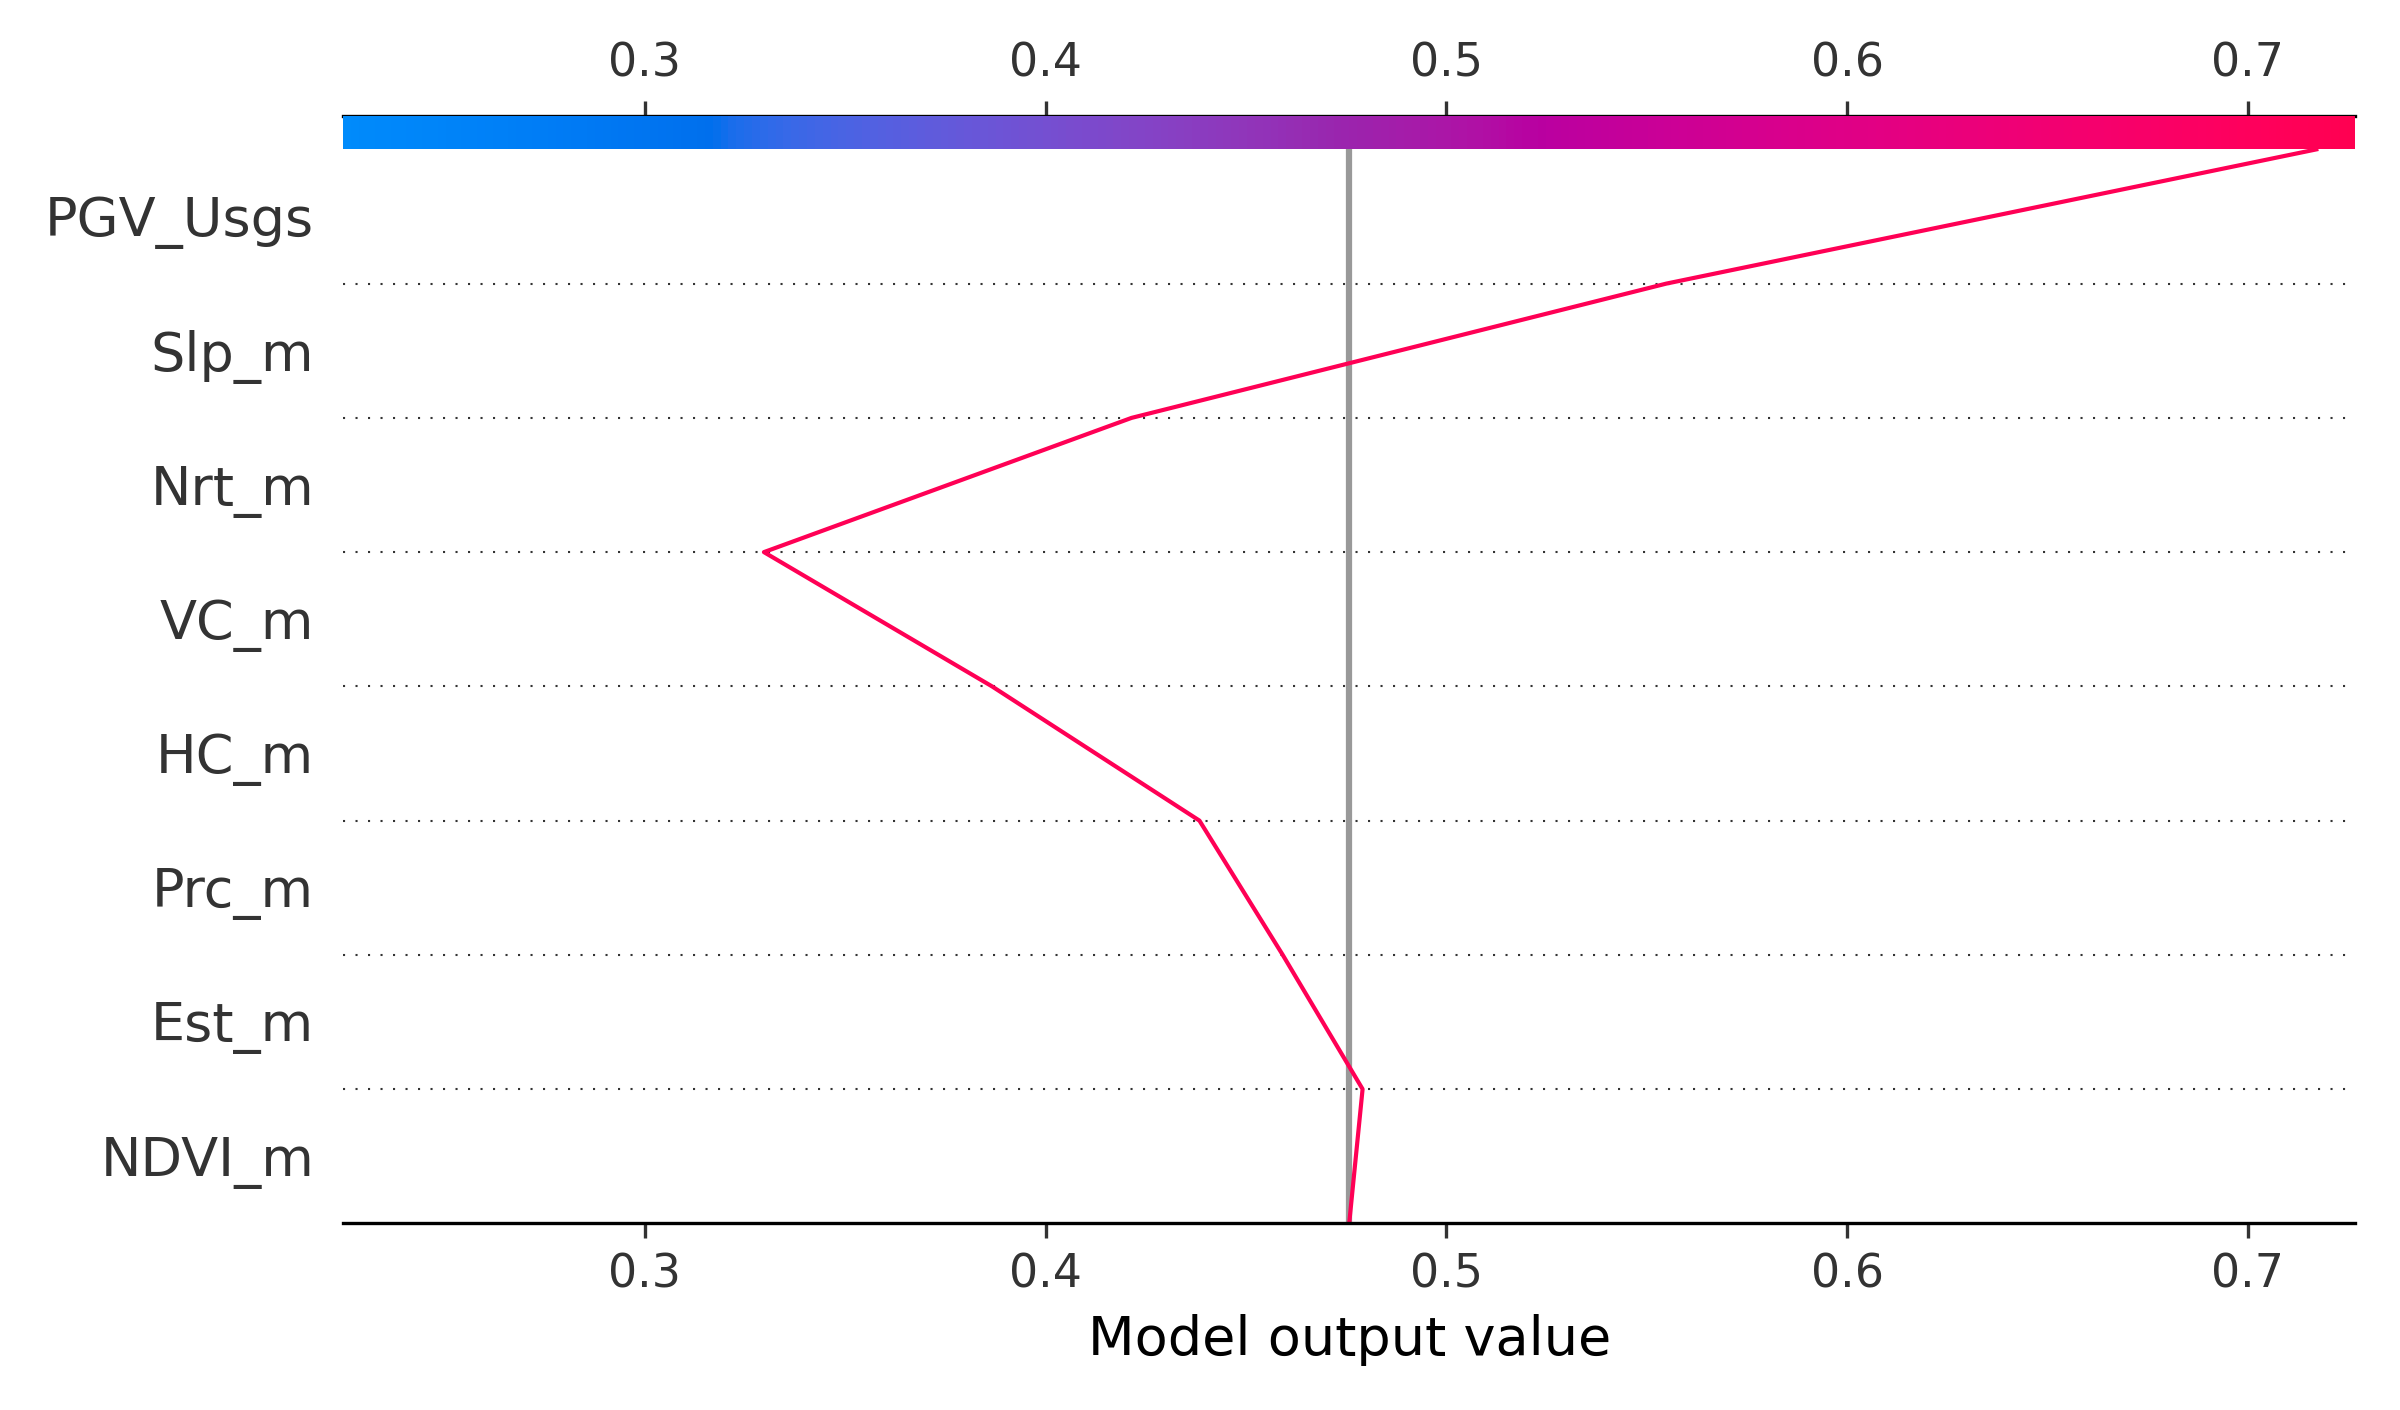 0.3 0.4 0.5 0.6 0.7
PGV_Usgs
Slp_m
Nrt_m
VC_m
HC_m
Prc_m
Est_m
NDVI_m
0.3 0.4 0.5 0.6 0.7
Model output value